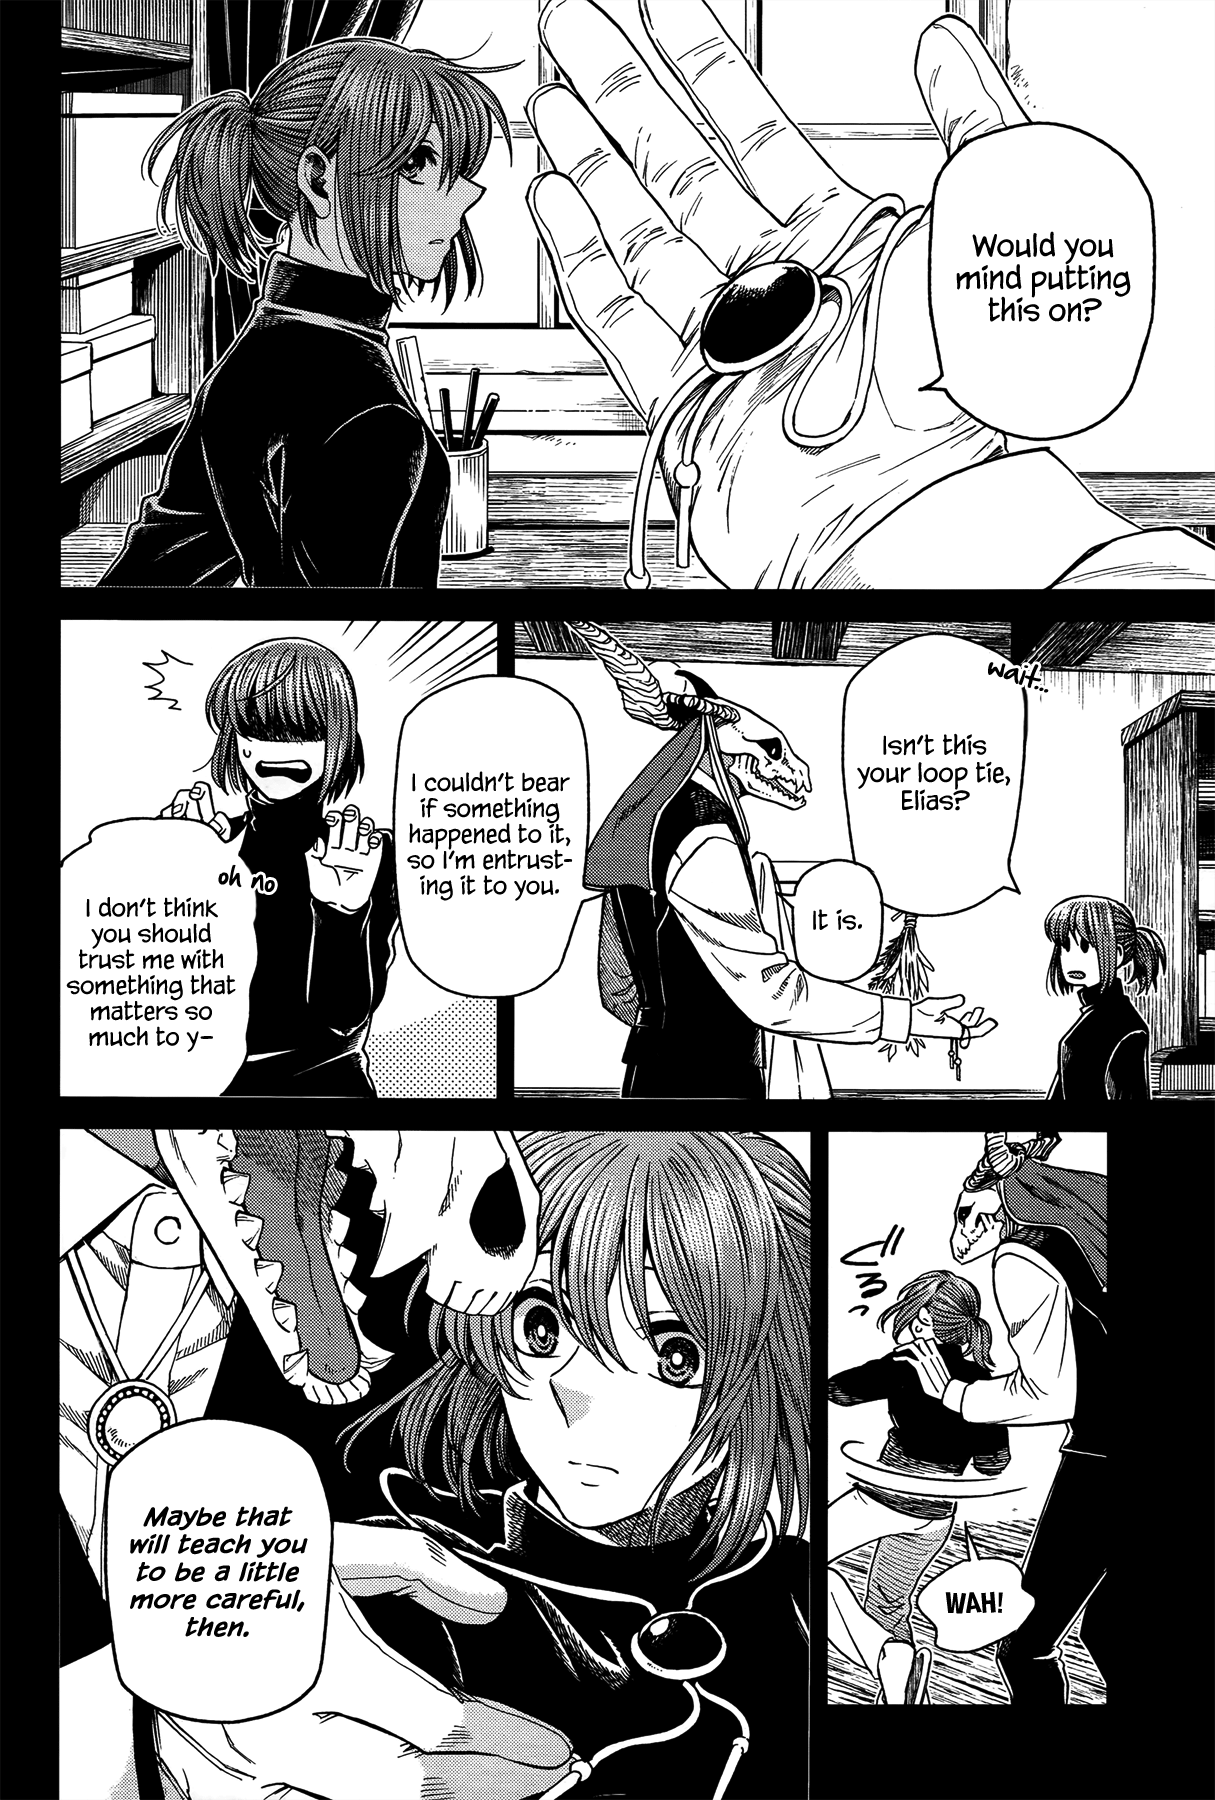 Would you
mind putting
this on?
wait...
Isn't this
your loop tie,
Elias?
It is.
I couldn't bear
if something
happened to it,
so I'm entrust-
ing it to you.
oh no
I don't think
you should
trust me with
something that
matters so
much to y-
WAH!
Maybe that
will teach you
to be a little
more careful,
then.